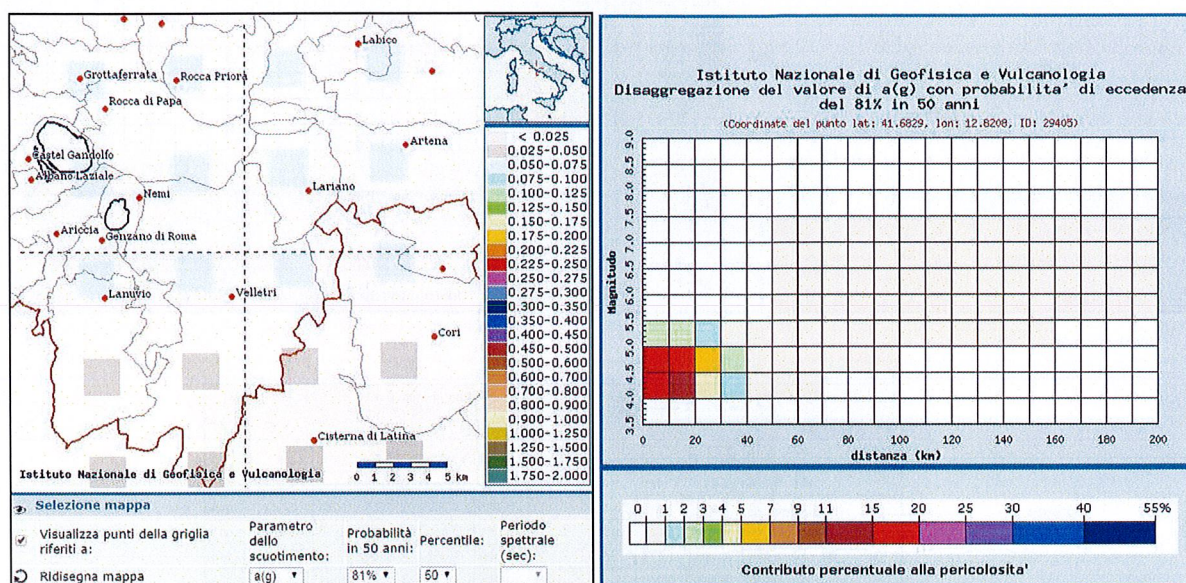 Labico
Grottaferrata
Rocca Priora
Rocca di Papa
Artena
Castel Gandolfo
Albano Laziale
Nemi
Lariano
Ariccia
Genzano di Roma
Lanuvio
Velletri
Cori
Cisterna di Latina
Istituto Nazionale di Geofisica e Vulcanologia
0 1 2 3 4 5 km
< 0.025
0.025-0.050
0.050-0.075
0.075-0.100
0.100-0.125
0.125-0.150
0.150-0.175
0.175-0.200
0.200-0.225
0.225-0.250
0.250-0.275
0.275-0.300
0.300-0.350
0.350-0.400
0.400-0.450
0.450-0.500
0.500-0.600
0.600-0.700
0.700-0.800
0.800-0.900
0.900-1.000
1.000-1.250
1.250-1.500
1.500-1.750
1.750-2.000
Selezione mappa
Visualizza punti della griglia riferiti a:
Parametro dello scuotimento:
a(g)
Probabilità in 50 anni:
81%
Percentile:
50
Periodo spettrale (sec):
Ridisegna mappa
Istituto Nazionale di Geofisica e Vulcanologia
Disaggregazione del valore di a(g) con probabilita' di eccedenza
del 81% in 50 anni
(Coordinate del punto lat: 41.6829, lon: 12.8208, ID: 29405)
Magnitudo
3.5 4.0 4.5 5.0 5.5 6.0 6.5 7.0 7.5 8.0 8.5 9.0
0 20 40 60 80 100 120 140 160 180 200
distanza (km)
0 1 2 3 4 5 7 9 11 15 20 25 30 40 55%
Contributo percentuale alla pericolosita'